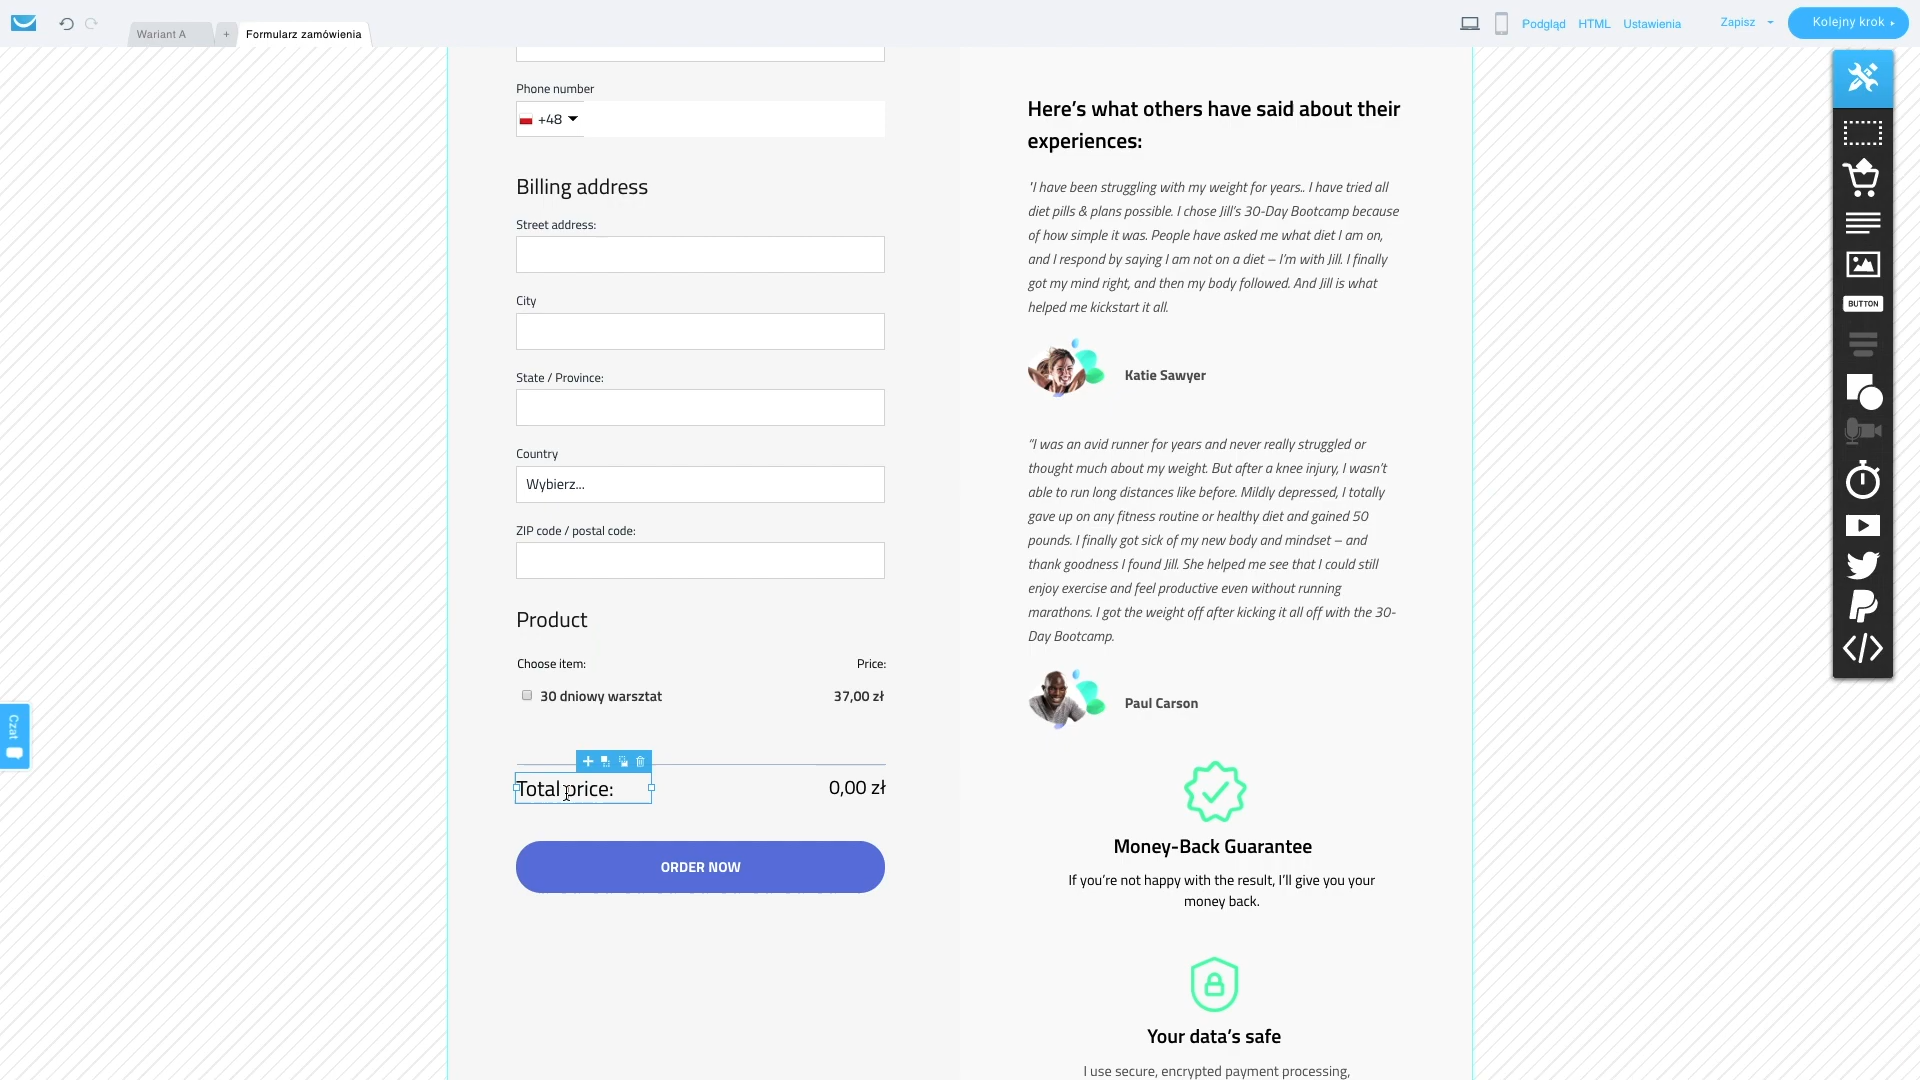 Wariant A
+
Formularz zamówienia
Podgląd
HTML
Ustawienia
Zapisz
Kolejny krok
Phone number
+48
Billing address
Street address:
City
State / Province:
Country
Wybierz...
ZIP code / postal code:
Product
Choose item:
Price:
30 dniowy warsztat
37,00 zł
Total price:
0,00 zł
ORDER NOW
Here’s what others have said about their
experiences:
"I have been struggling with my weight for years.. I have tried all
diet pills & plans possible. I chose Jill’s 30-Day Bootcamp because
of how simple it was. People have asked me what diet I am on,
and I respond by saying I am not on a diet – I’m with Jill. I finally
got my mind right, and then my body followed. And Jill is what
helped me kickstart it all.
Katie Sawyer
“I was an avid runner for years and never really struggled or
thought much about my weight. But after a knee injury, I wasn’t
able to run long distances like before. Mildly depressed, I totally
gave up on any fitness routine or healthy diet and gained 50
pounds. I finally got sick of my new body and mindset – and
thank goodness I found Jill. She helped me see that I could still
enjoy exercise and feel productive even without running
marathons. I got the weight off after kicking it all off with the 30-
Day Bootcamp.
Paul Carson
Money-Back Guarantee
If you’re not happy with the result, I’ll give you your
money back.
Your data’s safe
I use secure, encrypted payment processing,
BUTTON
Czat